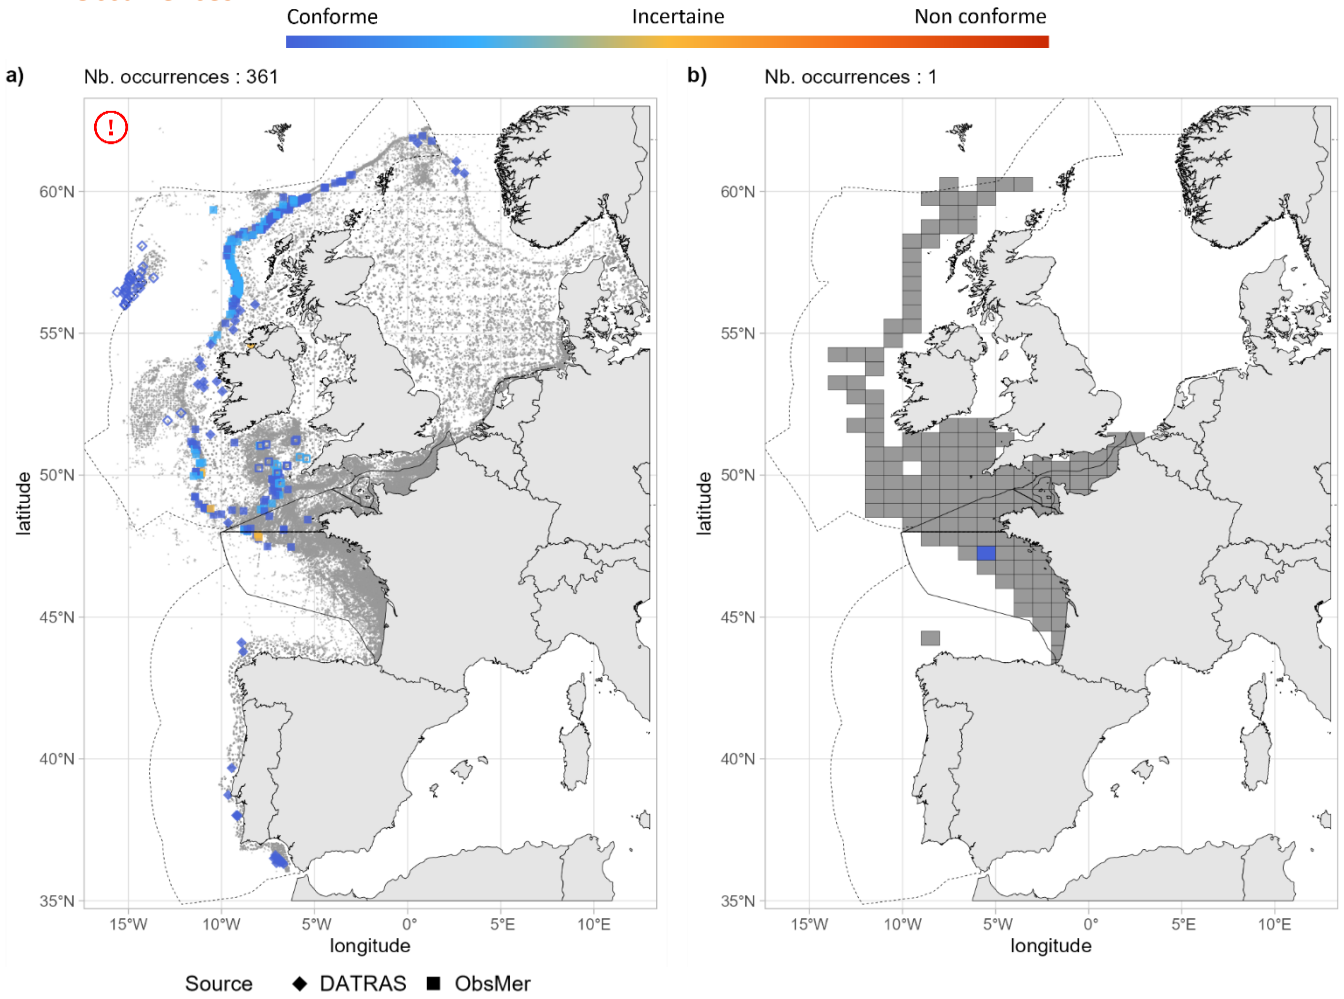 Conforme Incertaine Non conforme
a) Nb. occurrences : 361
b) Nb. occurrences : 1
!
60°N
55°N
50°N
45°N
40°N
35°N
latitude
15°W 10°W 5°W 0° 5°E 10°E
longitude
60°N
55°N
50°N
45°N
40°N
35°N
latitude
15°W 10°W 5°W 0° 5°E 10°E
longitude
Source DATRAS ObsMer